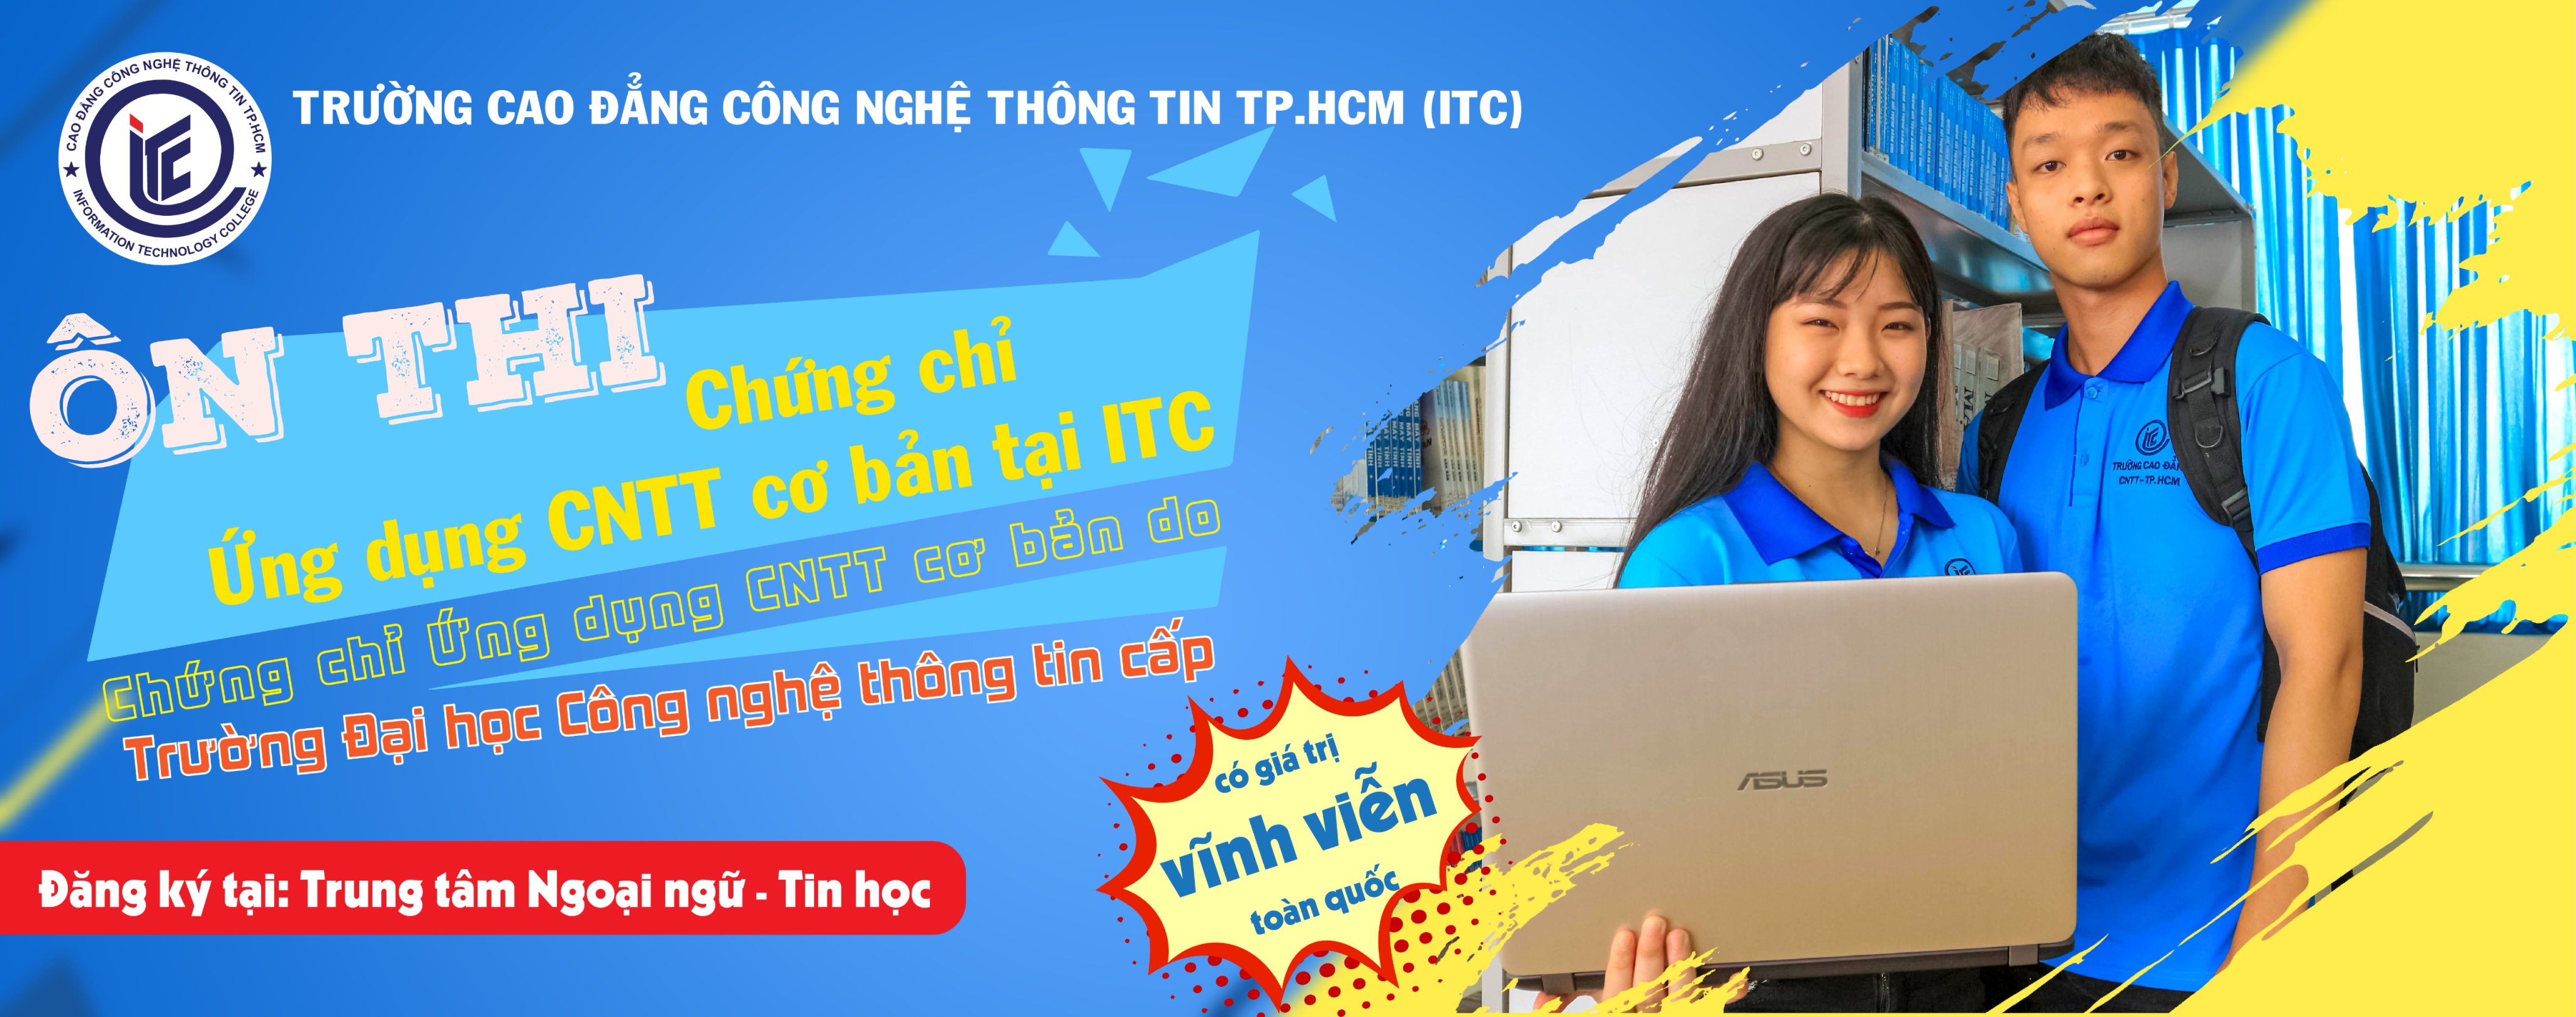 CAO ĐẲNG CÔNG NGHỆ THÔNG TIN TP.HCM
INFORMATION TECHNOLOGY COLLEGE
iTC
TRƯỜNG CAO ĐẲNG CÔNG NGHỆ THÔNG TIN TP.HCM (ITC)
ÔN THI
Chứng chỉ
Ứng dụng CNTT cơ bản tại ITC
Chứng chỉ Ứng dụng CNTT cơ bản do
Trường Đại học Công nghệ thông tin cấp
có giá trị
vĩnh viễn
toàn quốc
Đăng ký tại: Trung tâm Ngoại ngữ - Tin học
iTC
TRƯỜNG CAO ĐẲ
CNTT-TP.HCM
ASUS